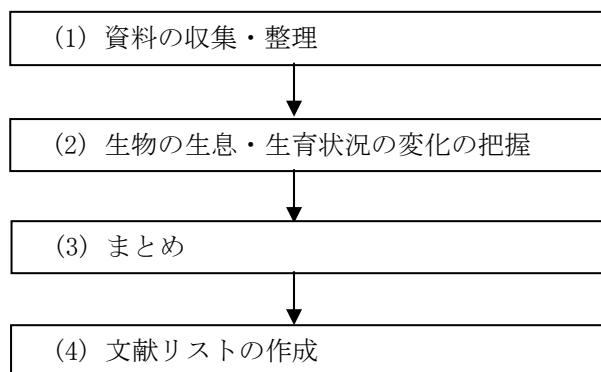 (1) 資料の収集・整理
(2) 生物の生息・生育状況の変化の把握
(3) まとめ
(4) 文献リストの作成